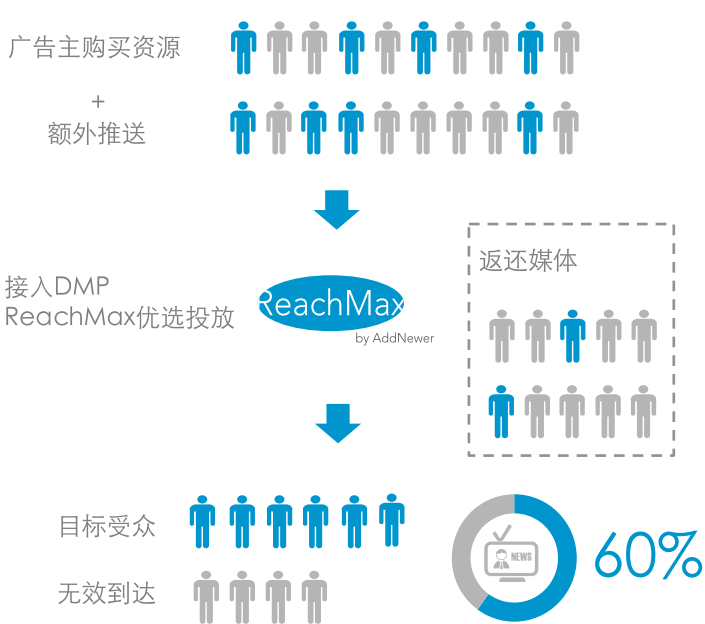 广告主购买资源
+
额外推送
接入DMP
ReachMax优选投放
ReachMax
by AddNewer
返还媒体
目标受众
无效到达
NEWS
60%